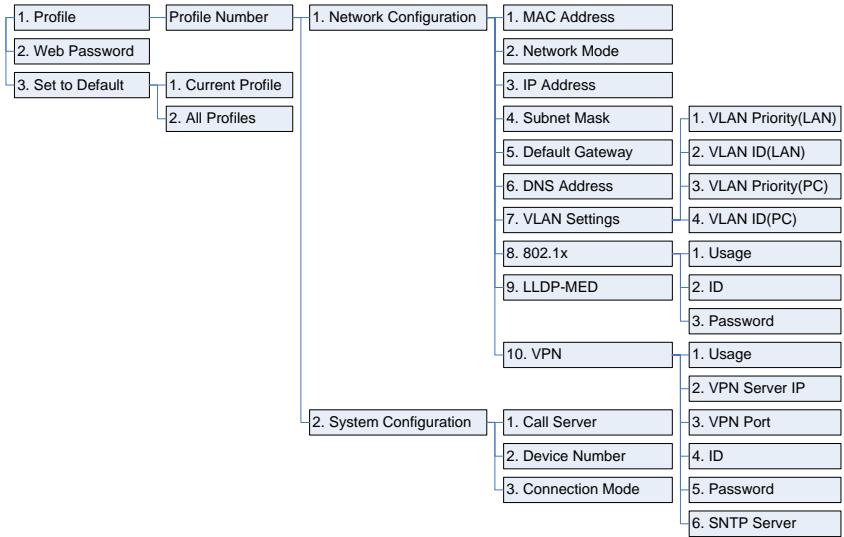 1. Profile
Profile Number
1. Network Configuration
1. MAC Address
2. Web Password
2. Network Mode
3. Set to Default
1. Current Profile
3. IP Address
2. All Profiles
4. Subnet Mask
1. VLAN Priority(LAN)
5. Default Gateway
2. VLAN ID(LAN)
6. DNS Address
3. VLAN Priority(PC)
7. VLAN Settings
4. VLAN ID(PC)
8. 802.1x
1. Usage
9. LLDP-MED
2. ID
3. Password
10. VPN
1. Usage
2. VPN Server IP
2. System Configuration
1. Call Server
3. VPN Port
2. Device Number
4. ID
3. Connection Mode
5. Password
6. SNTP Server